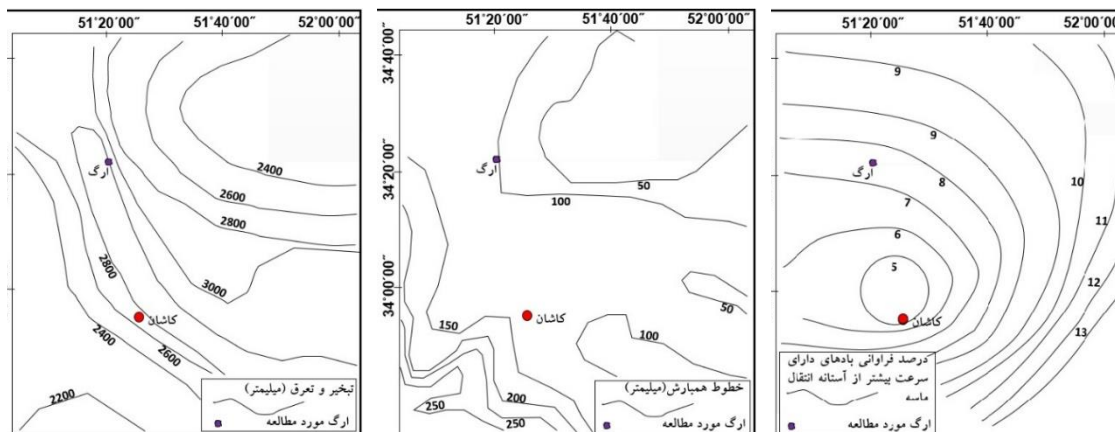 51°20'00" 51°40'00" 52°00'00"
2400
2600
ارگ
2800
3000
2800
کاشان
2400
2600
2200
تبخیر و تعرق (میلیمتر)
ارگ مورد مطالعه
51°20'00" 51°40'00" 52°00'00"
34°40'00"
34°20'00"
34°00'00"
ارگ
50
100
50
کاشان
150
100
200
250
250
خطوط همبارش(میلیمتر)
ارگ مورد مطالعه
51°20'00" 51°40'00" 52°00'00"
9
9
ارگ
8
10
7
11
6
5
12
کاشان
13
درصد فراوانی بادهای دارای
سرعت بیشتر از آستانه انتقال
ماسه
ارگ مورد مطالعه